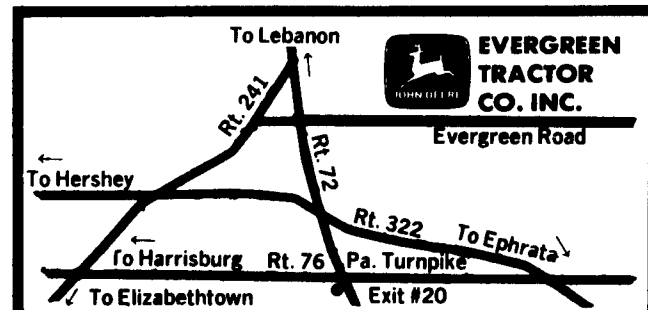 To Lebanon
EVERGREEN
TRACTOR
CO. INC.
JOHN DEERE
Rt. 241
Evergreen Road
Rt. 72
To Hershey
Rt. 322
To Ephrata
To Harrisburg
Rt. 76
Pa. Turnpike
To Elizabethtown
Exit #20